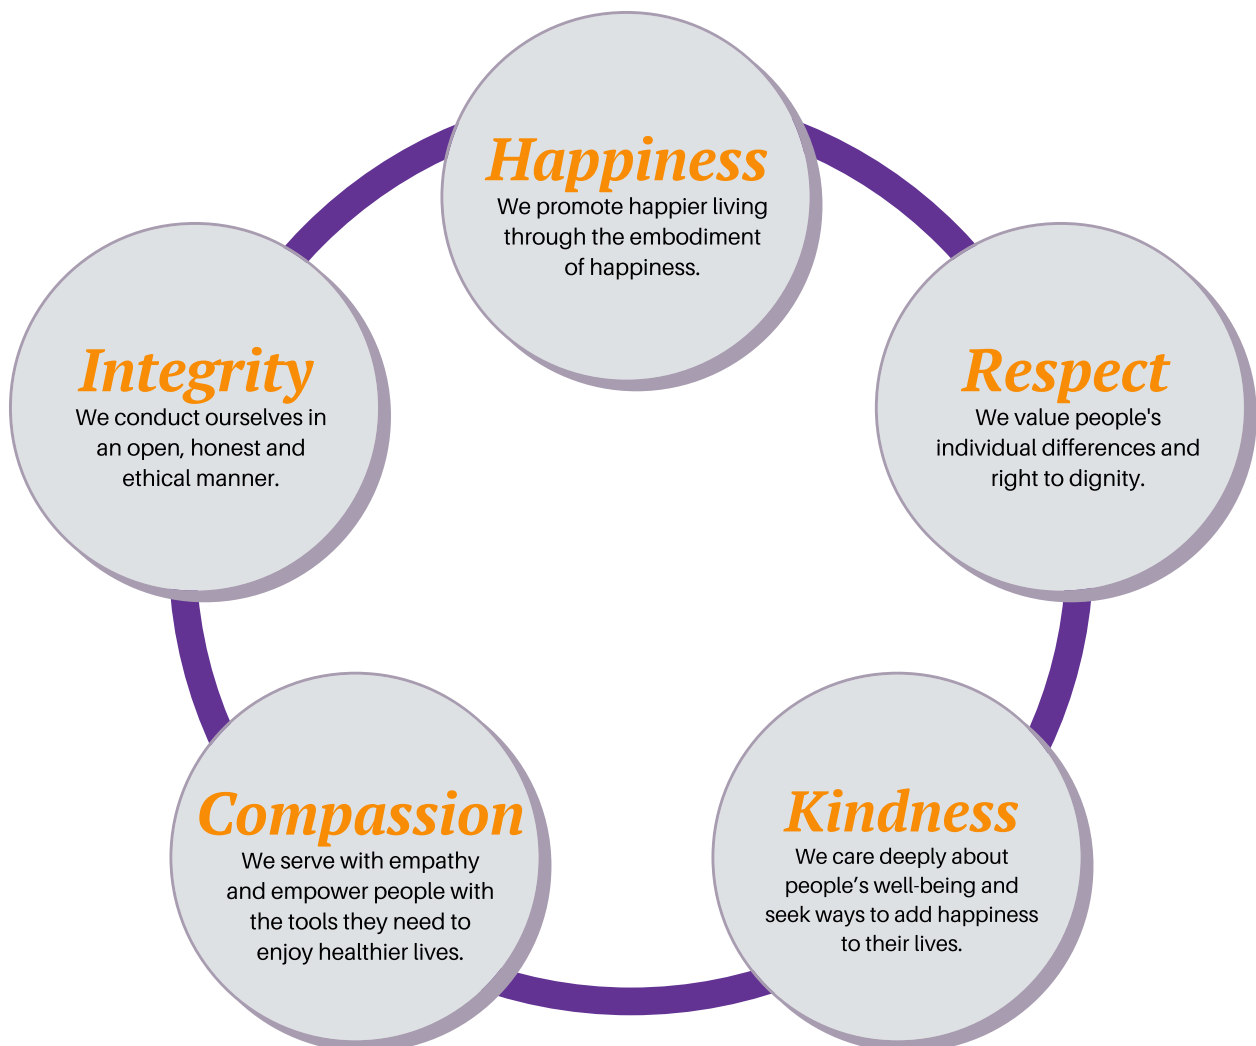 Happiness
We promote happier living
through the embodiment
of happiness.
Integrity
We conduct ourselves in
an open, honest and
ethical manner.
Respect
We value people's
individual differences and
right to dignity.
Compassion
We serve with empathy
and empower people with
the tools they need to
enjoy healthier lives.
Kindness
We care deeply about
people’s well-being and
seek ways to add happiness
to their lives.